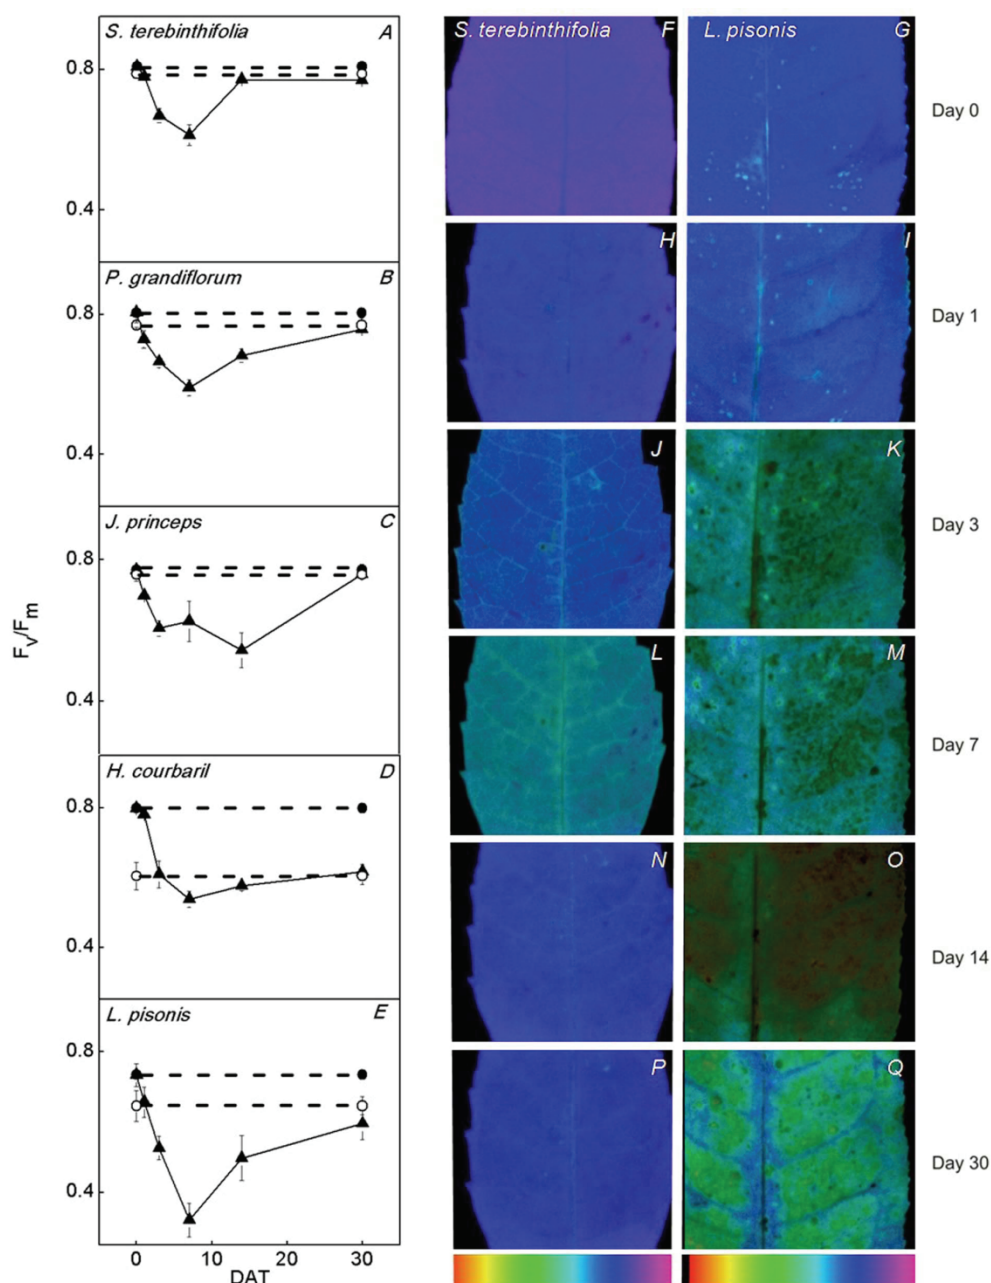 S. terebinthifolia A
0.8
0.4
P. grandiflorum B
0.8
0.4
J. princeps C
0.8
0.4
H. courbaril D
0.8
0.4
L. pisonis E
0.8
0.4
0 10 20 30
DAT
Fv/Fm
S. terebinthifolia F
L. pisonis G
Day 0
H
I
Day 1
J
K
Day 3
L
M
Day 7
N
O
Day 14
P
Q
Day 30